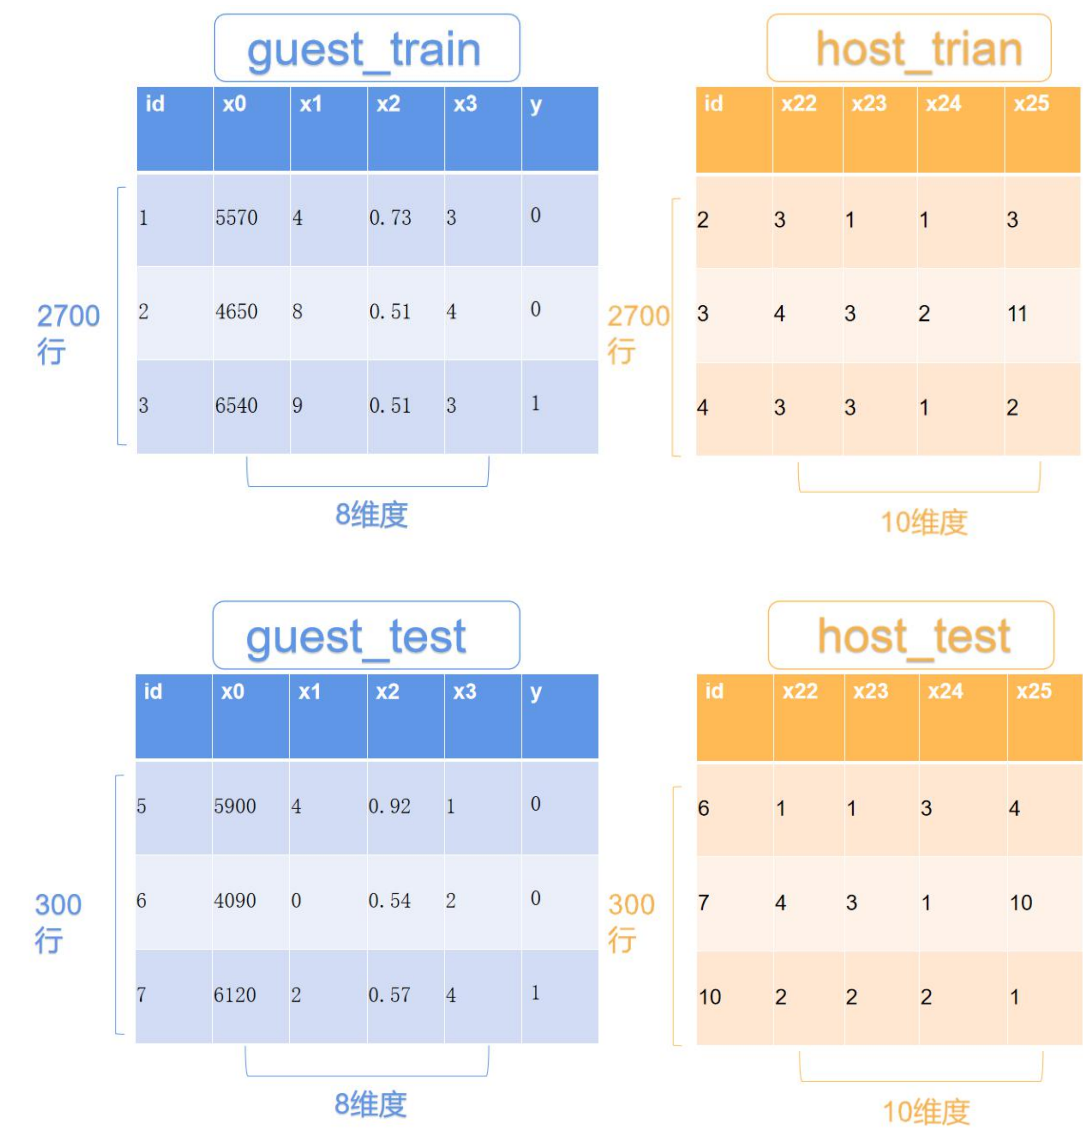 guest_train
host_trian
id x0 x1 x2 x3 y
id x22 x23 x24 x25
1 5570 4 0.73 3 0
2 3 1 1 3
2700
行
2 4650 8 0.51 4 0
2700
行
3 4 3 2 11
3 6540 9 0.51 3 1
4 3 3 1 2
8维度
10维度
guest_test
host_test
id x0 x1 x2 x3 y
id x22 x23 x24 x25
5 5900 4 0.92 1 0
6 1 1 3 4
300
行
6 4090 0 0.54 2 0
300
行
7 4 3 1 10
7 6120 2 0.57 4 1
10 2 2 2 1
8维度
10维度